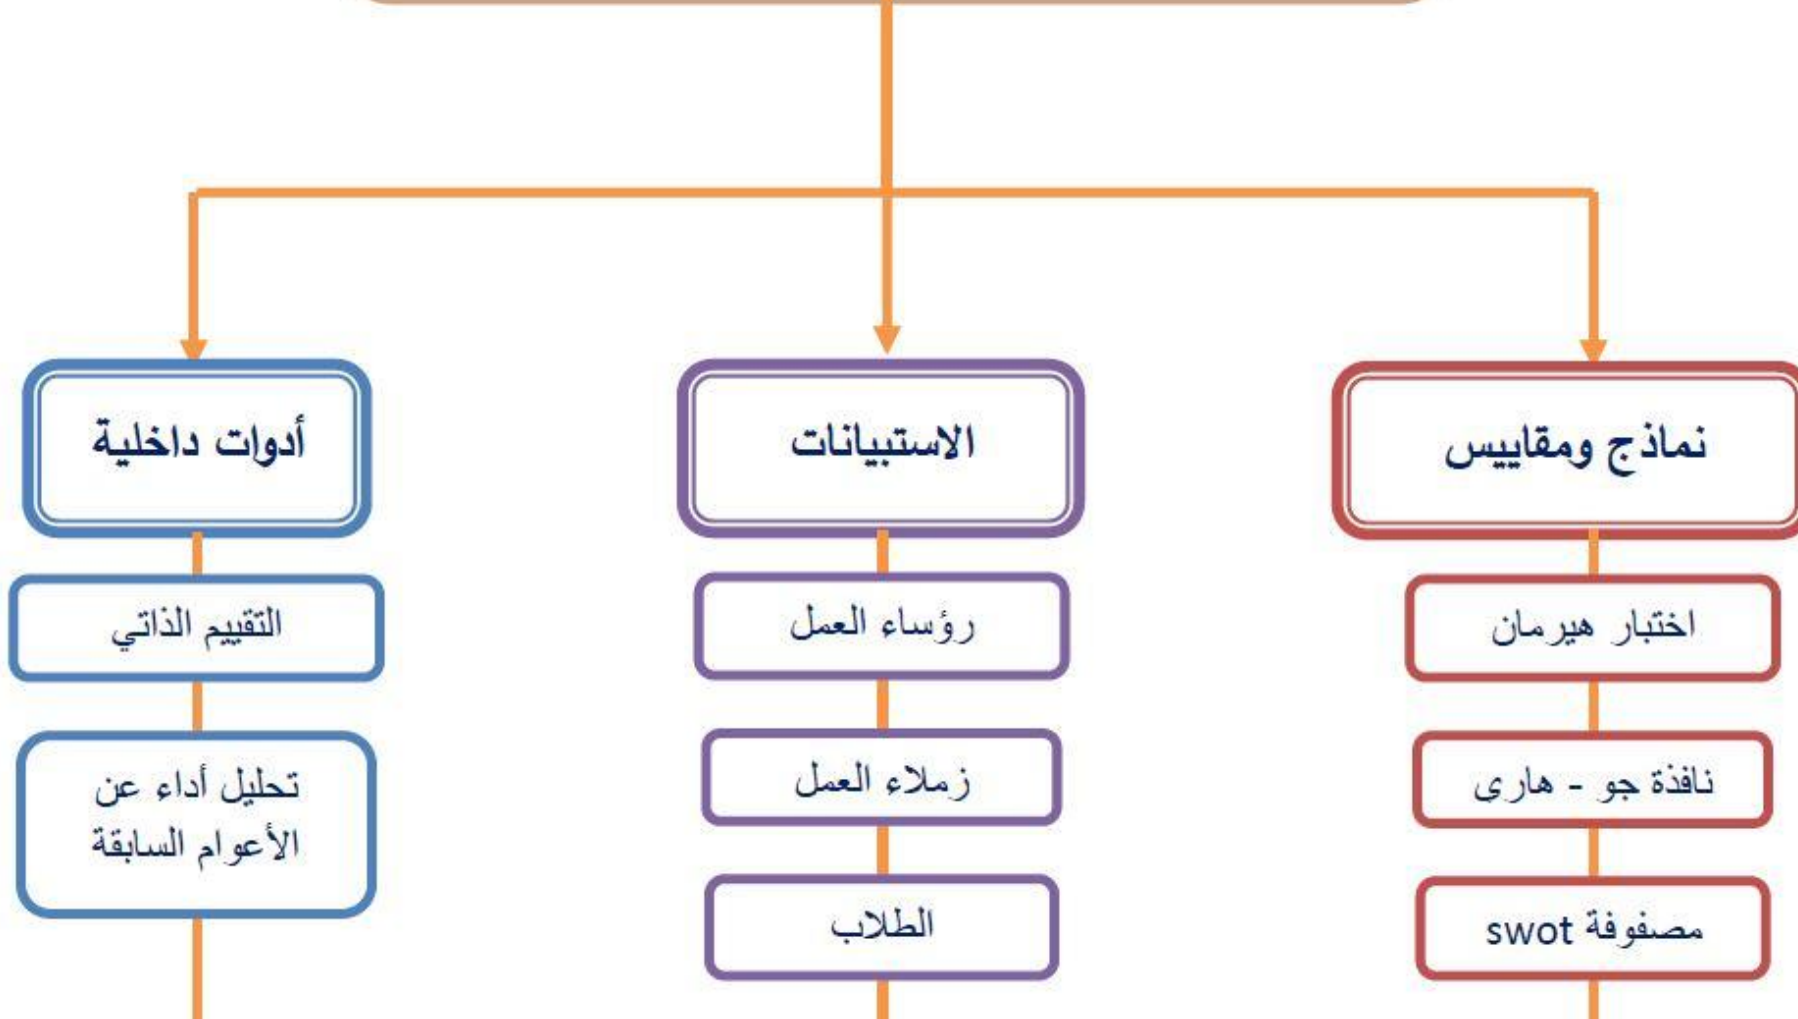 نماذج ومقاييس
الاستبيانات
أدوات داخلية
اختبار هيرمان
رؤساء العمل
التقييم الذاتي
نافذة جو - هارى
زملاء العمل
تحليل أداء عن
الأعوام السابقة
مصفوفة swot
الطلاب